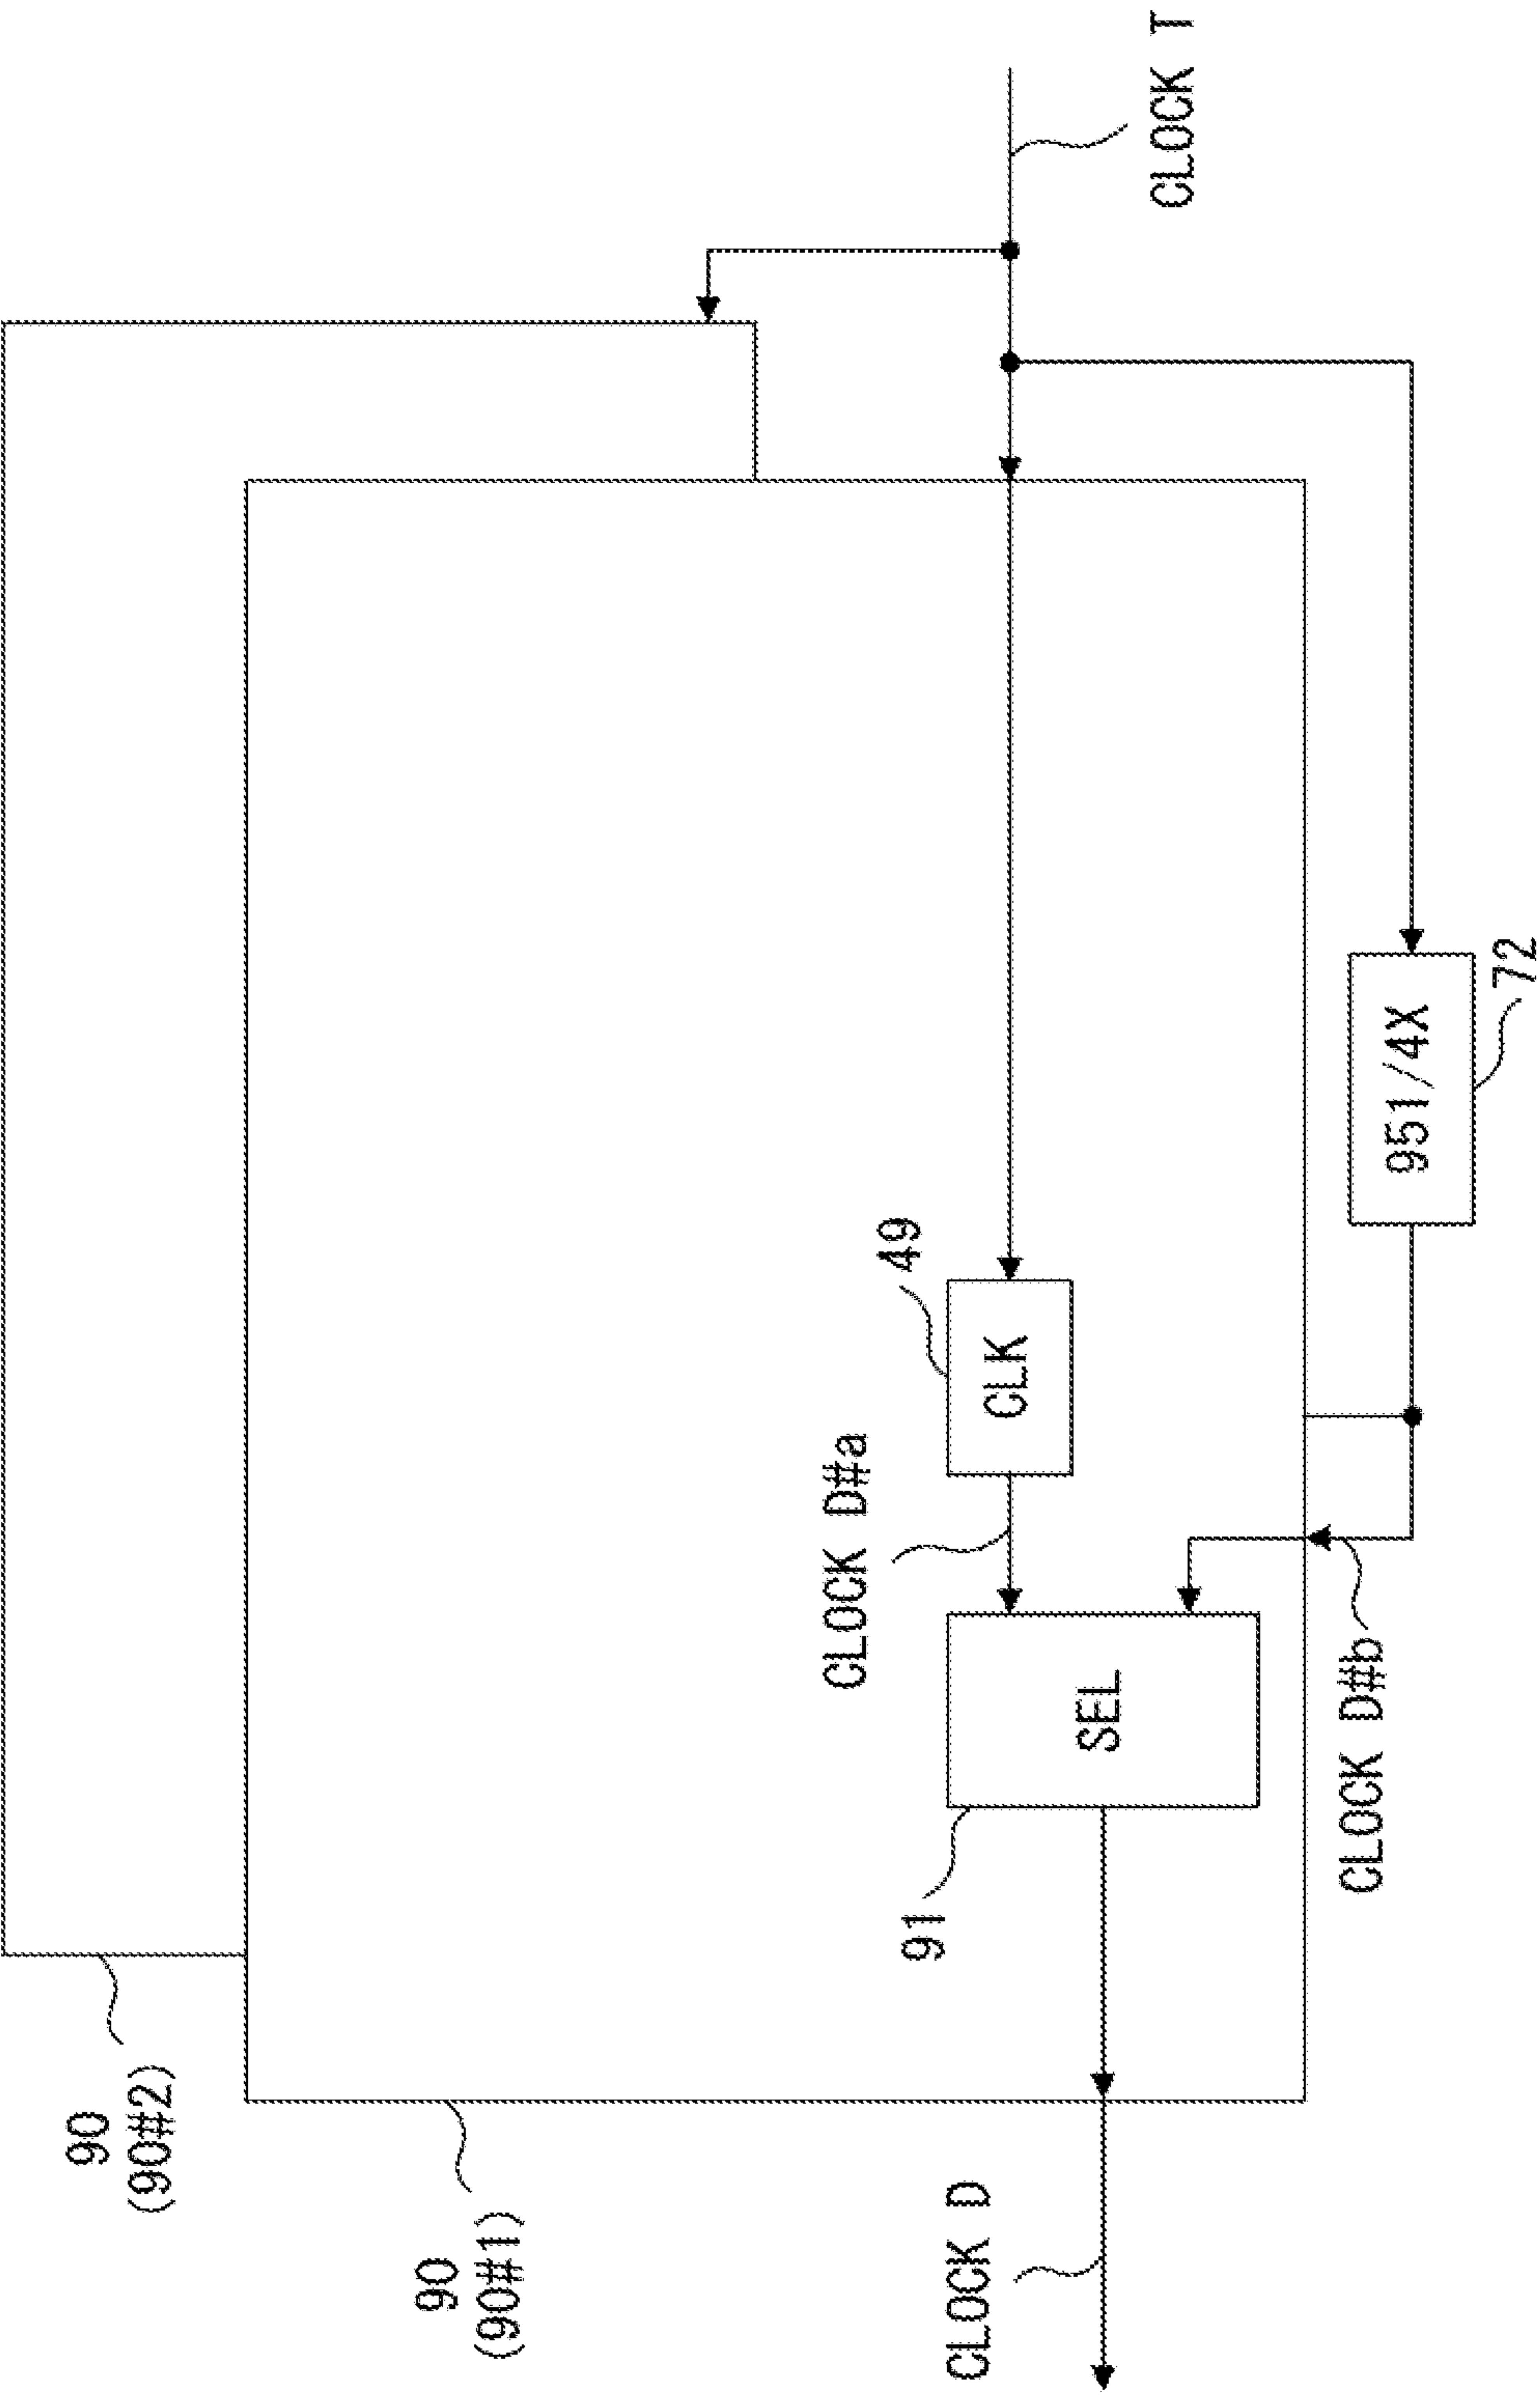 90
(90#2)
90
(90#1)
CLOCK D
91
SEL
CLOCK D#a
CLK
49
CLOCK D#b
951/4X
72
CLOCK T